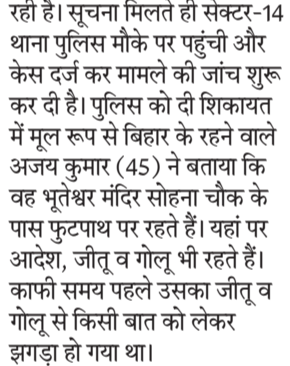 रही है। सूचना मिलते ही सेक्टर-14
थाना पुलिस मौके पर पहुंची और
केस दर्ज कर मामले की जांच शुरू
कर दी है। पुलिस को दी शिकायत
में मूल रूप से बिहार के रहने वाले
अजय कुमार (45) ने बताया कि
वह भूतेश्वर मंदिर सोहना चौक के
पास फुटपाथ पर रहते हैं। यहां पर
आदेश, जीतू व गोलू भी रहते हैं।
काफी समय पहले उसका जीतू व
गोलू से किसी बात को लेकर
झगड़ा हो गया था।